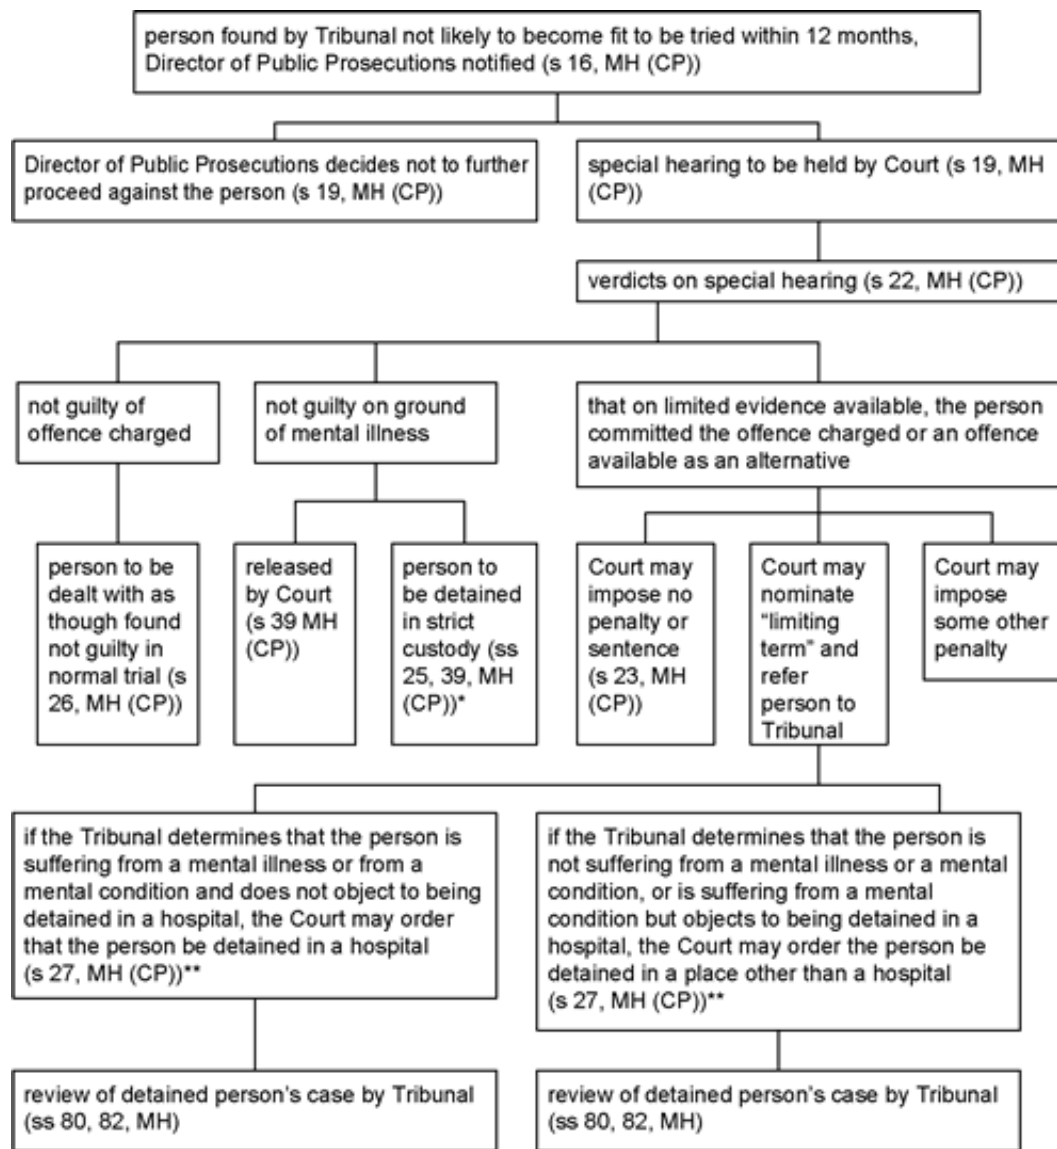 person found by Tribunal not likely to become fit to be tried within 12 months,
Director of Public Prosecutions notified (s 16, MH (CP))
Director of Public Prosecutions decides not to further
proceed against the person (s 19, MH (CP))
special hearing to be held by Court (s 19, MH
(CP))
verdicts on special hearing (s 22, MH (CP))
not guilty of
offence charged
not guilty on ground
of mental illness
that on limited evidence available, the person
committed the offence charged or an offence
available as an alternative
person to be
dealt with as
though found
not guilty in
normal trial (s
26, MH (CP))
released
by Court
(s 39 MH
(CP))
person to
be detained
in strict
custody (ss
25, 39, MH
(CP))*
Court may
impose no
penalty or
sentence
(s 23, MH
(CP))
Court may
nominate
“limiting
term” and
refer
person to
Tribunal
Court may
impose
some other
penalty
if the Tribunal determines that the person is
suffering from a mental illness or from a
mental condition and does not object to being
detained in a hospital, the Court may order
that the person be detained in a hospital
(s 27, MH (CP))**
if the Tribunal determines that the person is
not suffering from a mental illness or a mental
condition, or is suffering from a mental
condition but objects to being detained in a
hospital, the Court may order the person be
detained in a place other than a hospital
(s 27, MH (CP))**
review of detained person’s case by Tribunal
(ss 80, 82, MH)
review of detained person’s case by Tribunal
(ss 80, 82, MH)